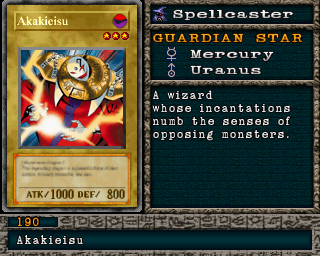 Akakieisu
ATK/1000 DEF/ 800
Spellcaster
GUARDIAN STAR
Mercury
Uranus
A wizard
whose incantations
numb the senses of
opposing monsters.
190
Akakieisu